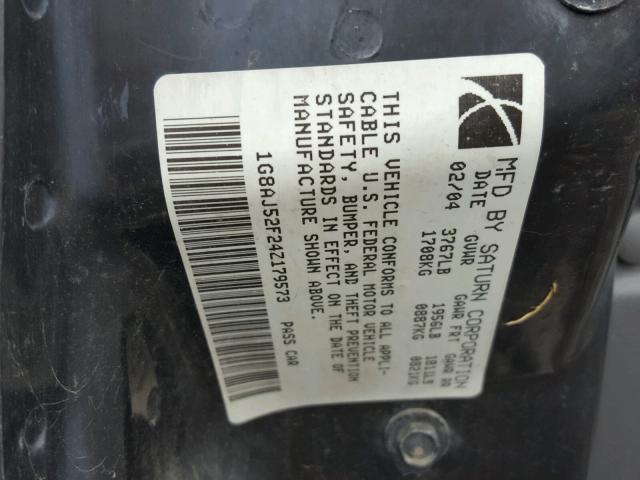 MFD BY SATURN CORPORATION
DATE GVWR GAWR FRT GAWR RR
02/04 3767LB 1956LB 1811LB
1708KG 0887KG 0821KG
THIS VEHICLE CONFORMS TO ALL APPLI-
CABLE U.S. FEDERAL MOTOR VEHICLE
SAFETY, BUMPER, AND THEFT PREVENTION
STANDARDS IN EFFECT ON THE DATE OF
MANUFACTURE SHOWN ABOVE.
1G8AJ52F24Z179573 PASS CAR